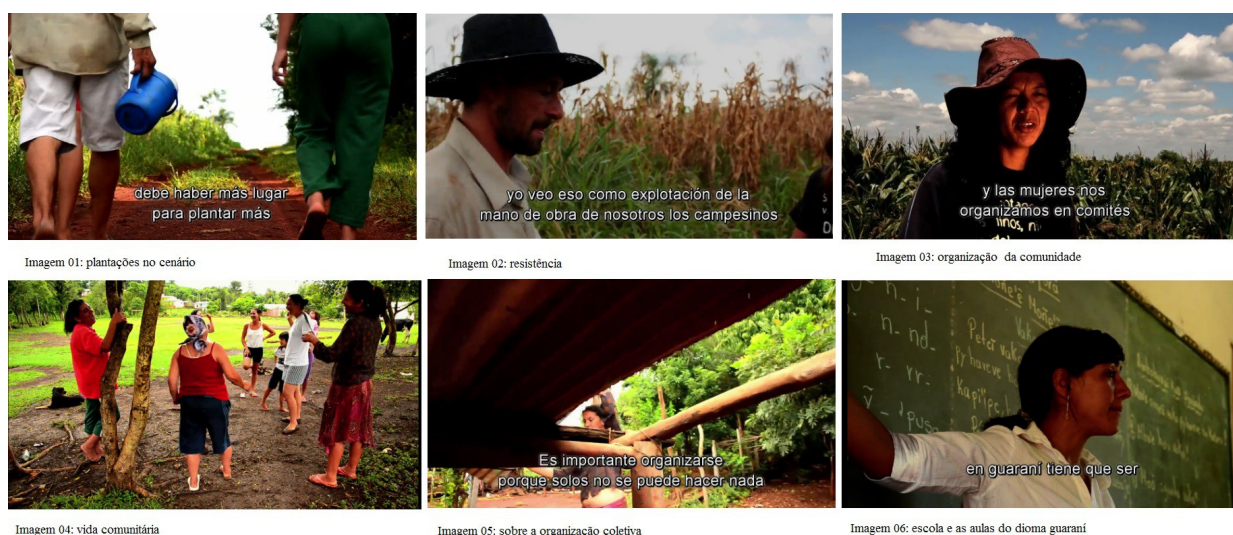 debe haber más lugar
para plantar más
yo veo eso como explotación de la
mano de obra de nosotros los campesinos
y las mujeres nos
organizamos en comités
Imagem 01: plantações no cenário
Imagem 02: resistência
Imagem 03: organização da comunidade
Es importante organizarse
porque solos no se puede hacer nada
n- i-
n- nd-
r- rr-
en guaraní tiene que ser
Imagem 04: vida comunitária
Imagem 05: sobre a organização coletiva
Imagem 06: escola e as aulas do dioma guaraní